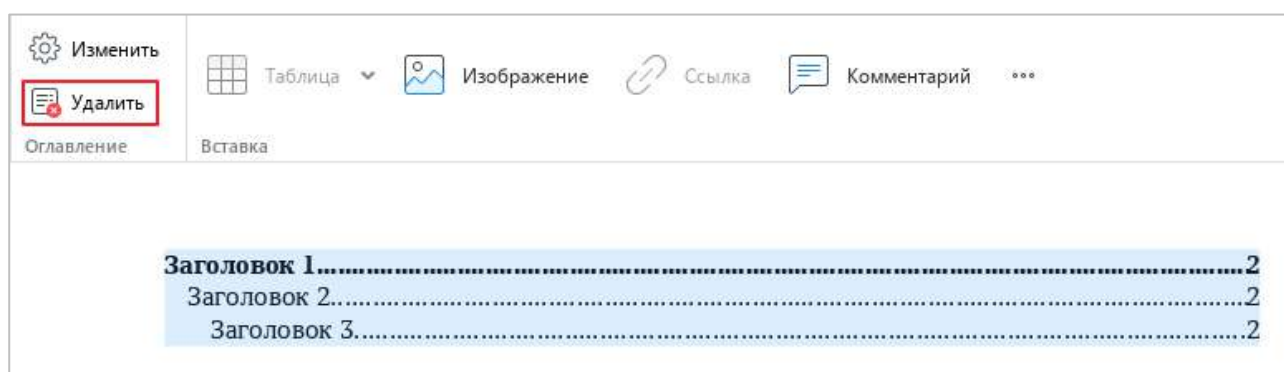 Изменить
Удалить
Оглавление
Таблица
Изображение
Ссылка
Комментарий
Вставка
Заголовок 1........................................................................................................................2
Заголовок 2........................................................................................................................2
Заголовок 3........................................................................................................................2